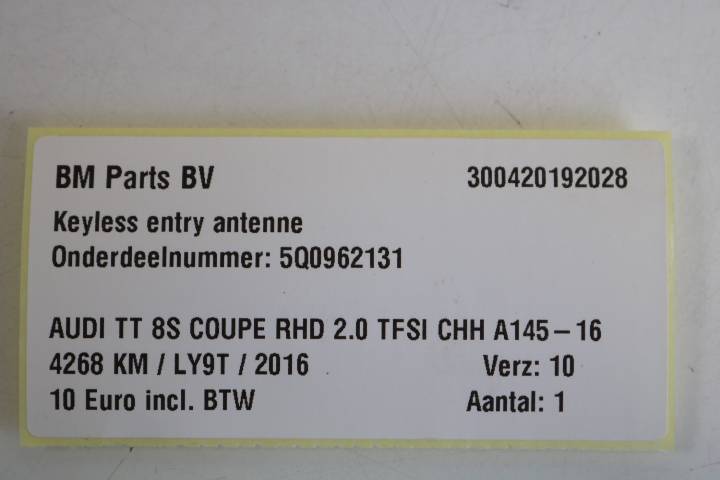 BM Parts BV 300420192028
Keyless entry antenne
Onderdeelnummer: 5Q0962131
AUDI TT 8S COUPE RHD 2.0 TFSI CHH A145-16
4268 KM / LY9T / 2016 Verz: 10
10 Euro incl. BTW Aantal: 1